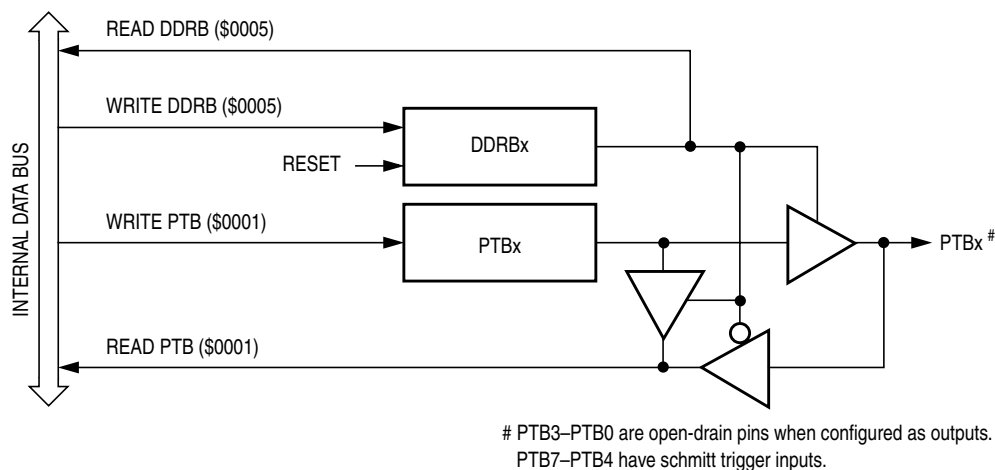 READ DDRB ($0005)
WRITE DDRB ($0005)
DDRBx
RESET
INTERNAL DATA BUS
WRITE PTB ($0001)
PTBx
PTBx #
READ PTB ($0001)
# PTB3–PTB0 are open-drain pins when configured as outputs.
PTB7–PTB4 have schmitt trigger inputs.